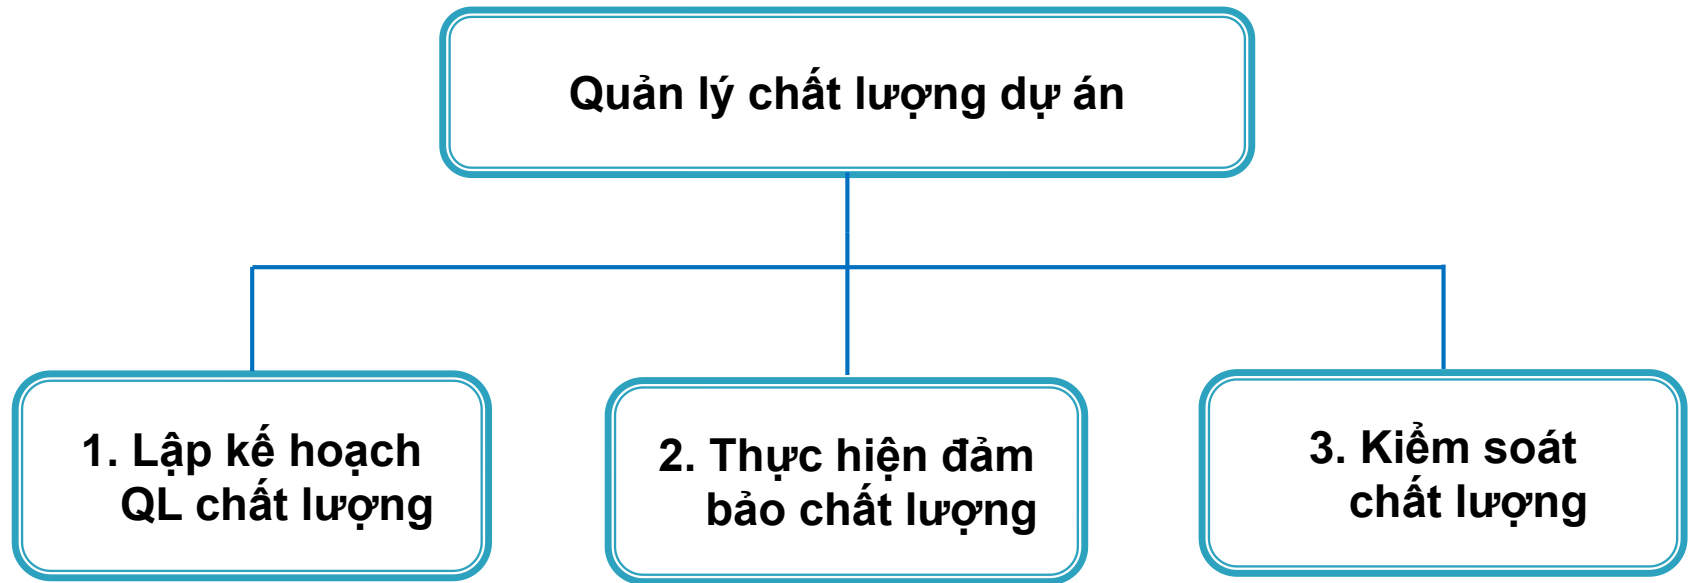 Quản lý chất lượng dự án
1. Lập kế hoạch
QL chất lượng
2. Thực hiện đảm
bảo chất lượng
3. Kiểm soát
chất lượng